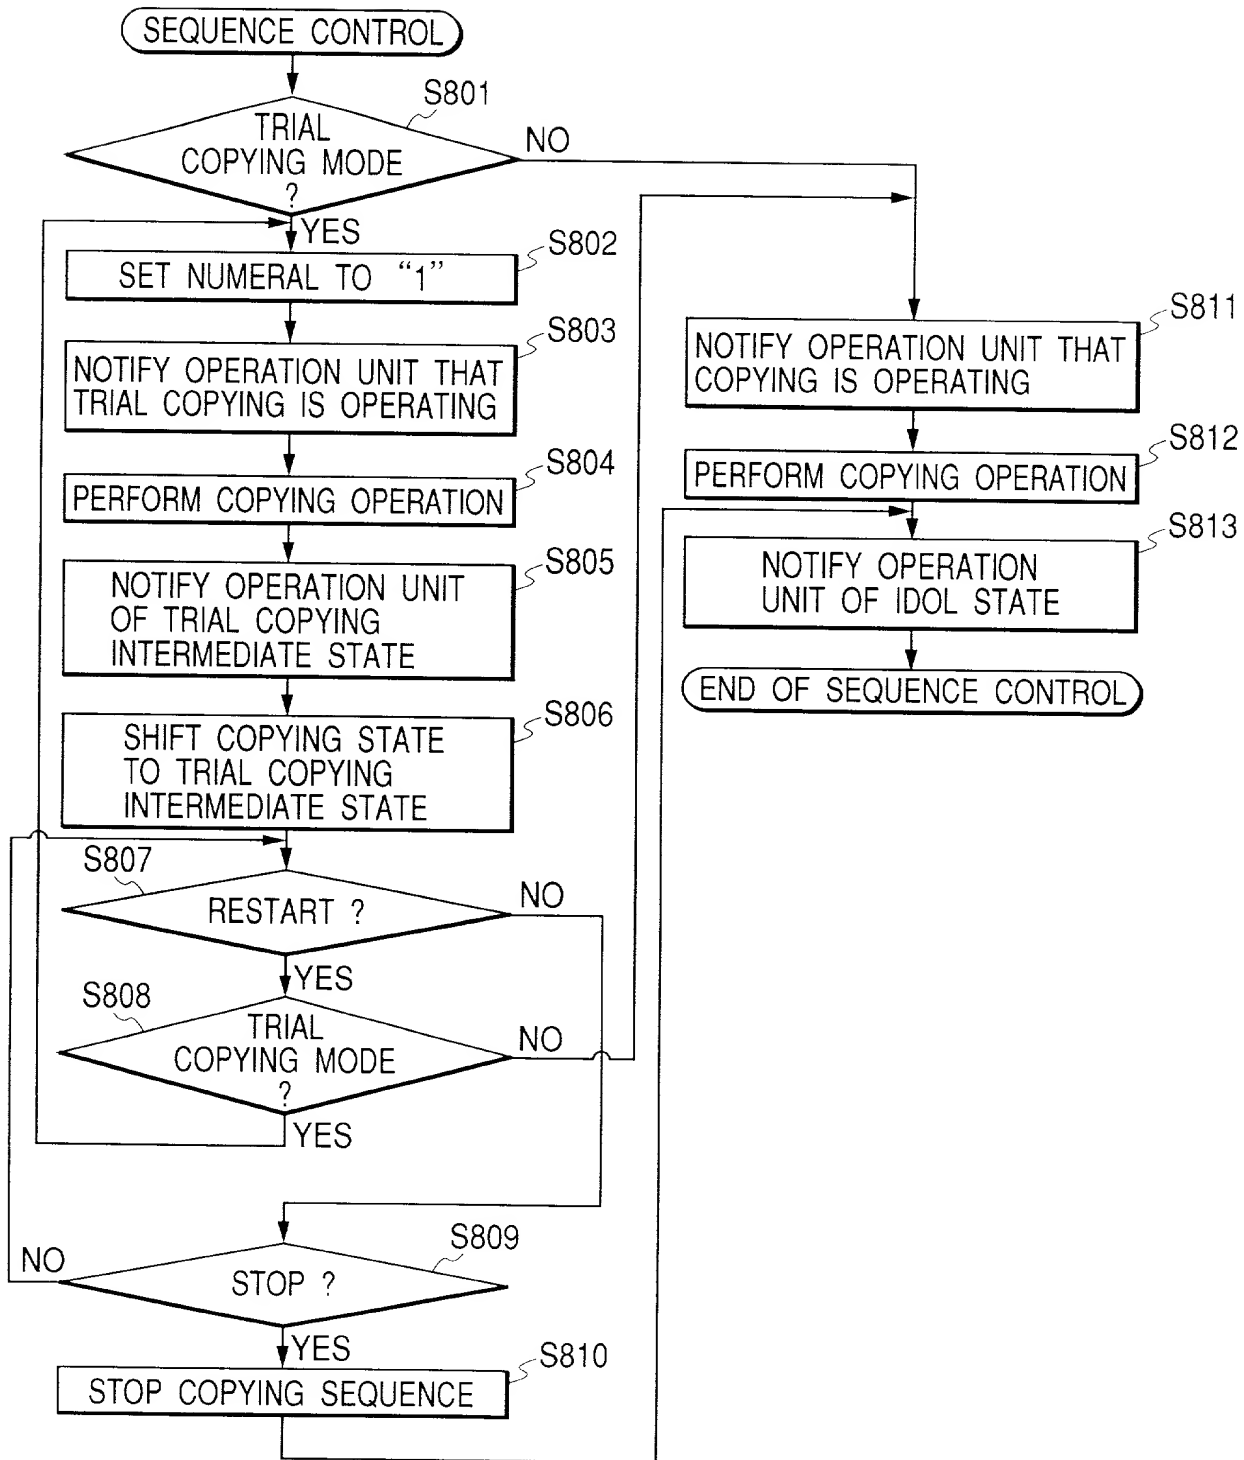 SEQUENCE CONTROL
S801
TRIAL
COPYING MODE
?
NO
YES
S802
SET NUMERAL TO “1”
S803
NOTIFY OPERATION UNIT THAT
TRIAL COPYING IS OPERATING
S804
PERFORM COPYING OPERATION
S805
NOTIFY OPERATION UNIT
OF TRIAL COPYING
INTERMEDIATE STATE
S806
SHIFT COPYING STATE
TO TRIAL COPYING
INTERMEDIATE STATE
S807
RESTART ?
NO
YES
S808
TRIAL
COPYING MODE
?
NO
YES
S809
NO
STOP ?
YES
S810
STOP COPYING SEQUENCE
S811
NOTIFY OPERATION UNIT THAT
COPYING IS OPERATING
S812
PERFORM COPYING OPERATION
S813
NOTIFY OPERATION
UNIT OF IDOL STATE
END OF SEQUENCE CONTROL